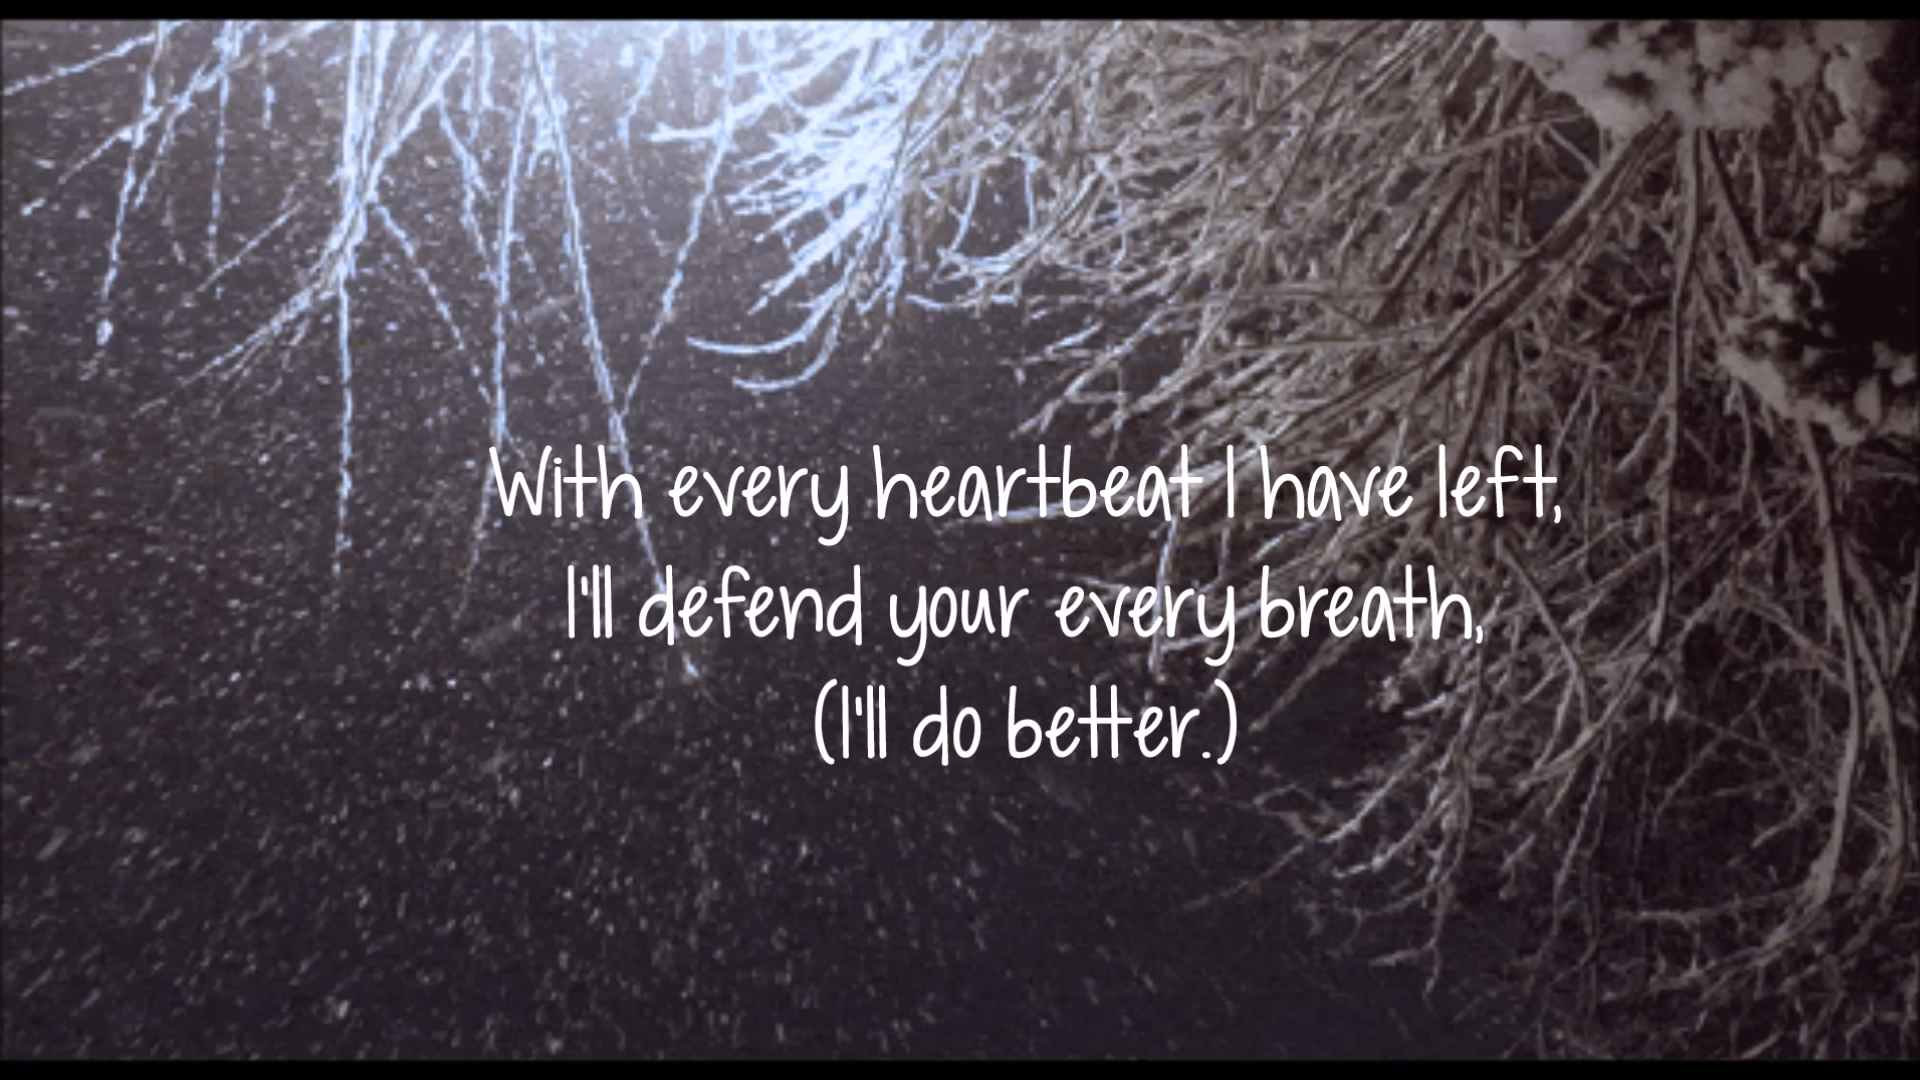 With every heartbeat I have left,
I'll defend your every breath,
(I'll do better.)